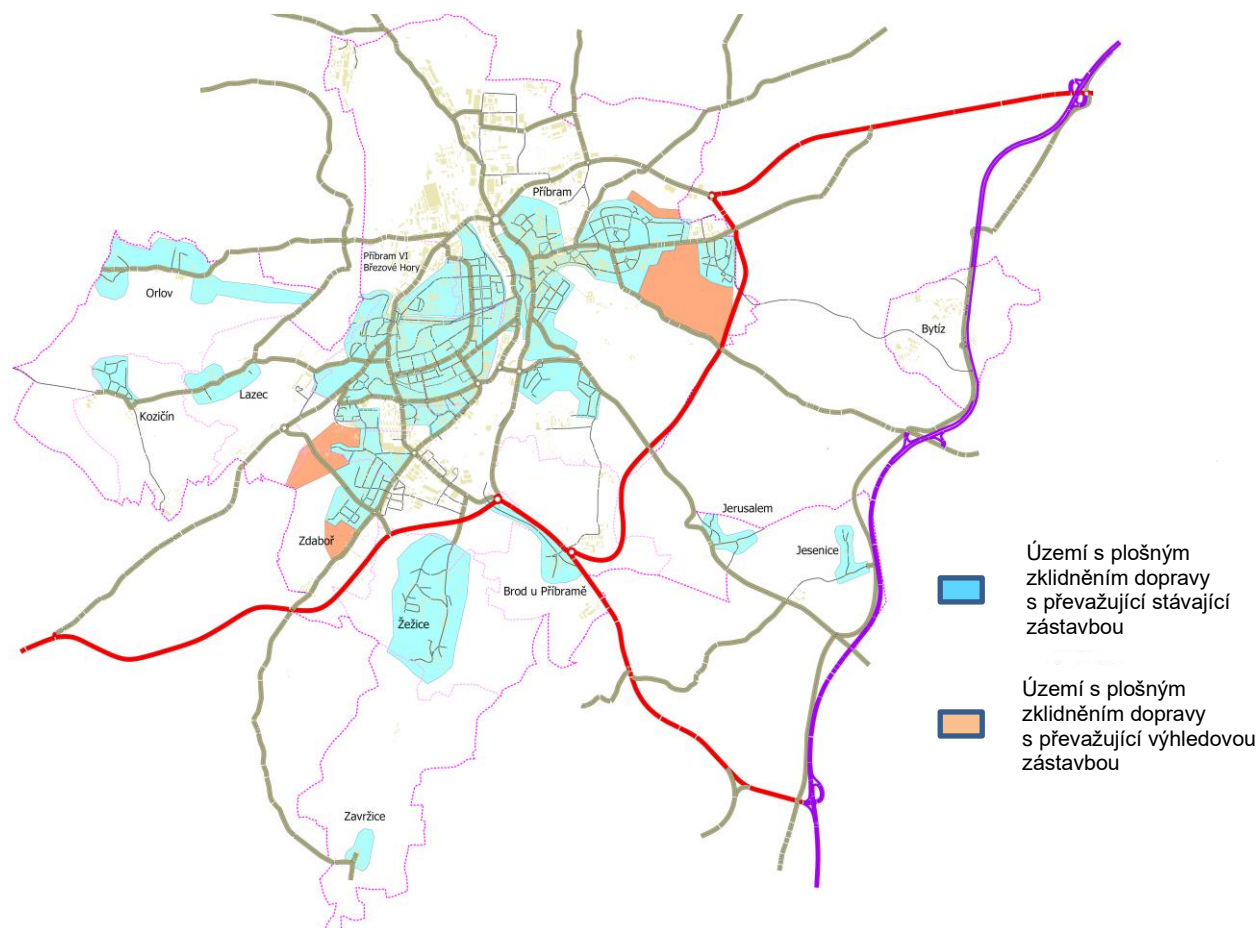 Příbram
Příbram VI
Březové Hory
Orlov
Bytíz
Lazec
Kozičín
Jerusalem
Zdaboř
Jesenice
Brod u Příbramě
Žežice
Zavržice
Území s plošným
zklidněním dopravy
s převažující stávající
zástavbou
Území s plošným
zklidněním dopravy
s převažující výhledovou
zástavbou